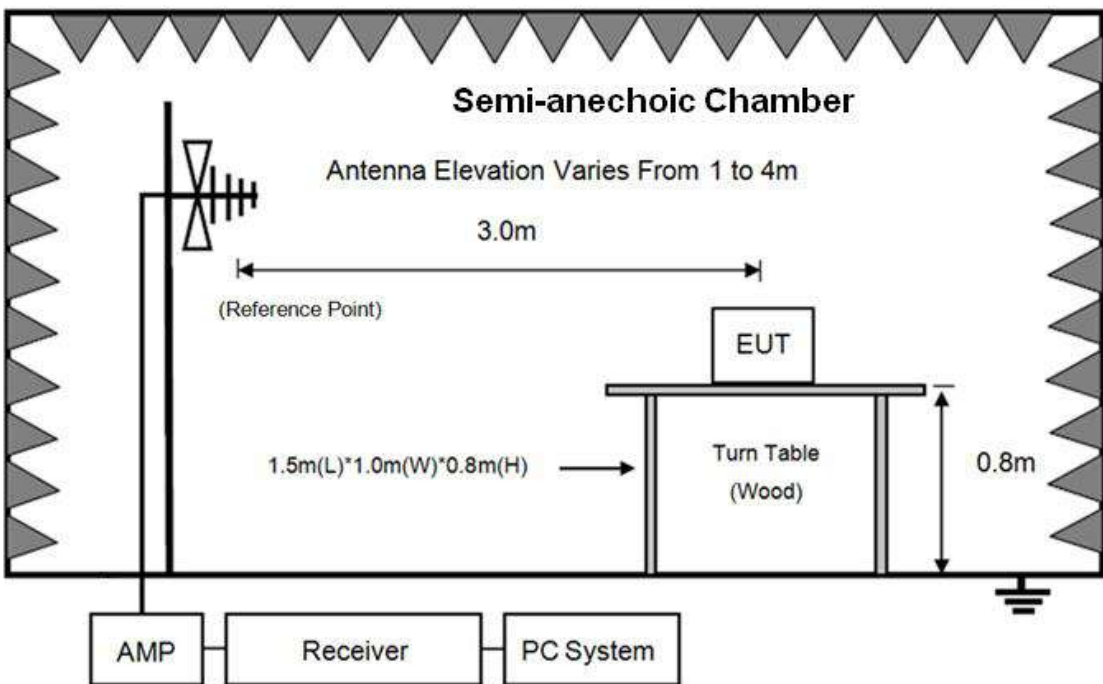 Semi-anechoic Chamber
Antenna Elevation Varies From 1 to 4m
3.0m
(Reference Point)
EUT
1.5m(L)*1.0m(W)*0.8m(H)
Turn Table
(Wood)
0.8m
AMP
Receiver
PC System